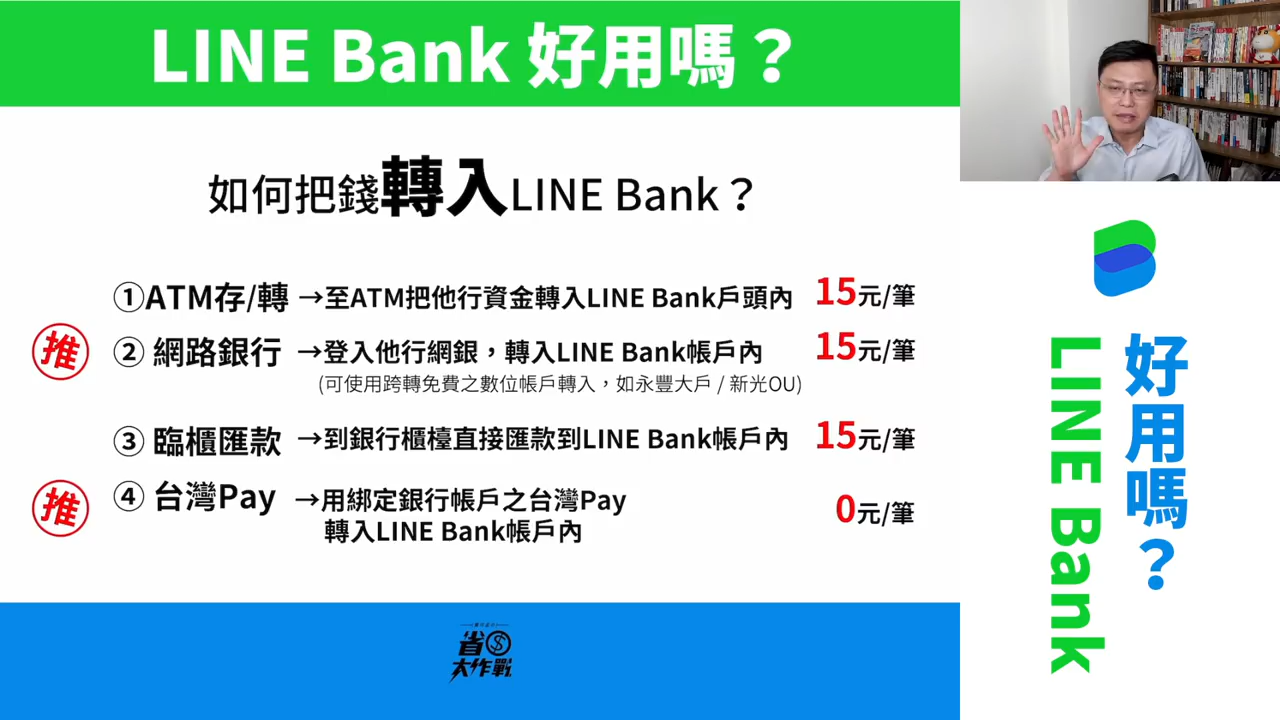 LINE Bank 好用嗎？
如何把錢轉入LINE Bank？
①ATM存/轉 →至ATM把他行資金轉入LINE Bank戶頭內 15元/筆
推 ② 網路銀行 →登入他行網銀，轉入LINE Bank帳戶內 15元/筆
(可使用跨轉免費之數位帳戶轉入，如永豐大戶 / 新光OU)
③ 臨櫃匯款 →到銀行櫃檯直接匯款到LINE Bank帳戶內 15元/筆
推 ④ 台灣Pay →用綁定銀行帳戶之台灣Pay
轉入LINE Bank帳戶內 0元/筆
省$
大作戰
好用嗎？
LINE Bank